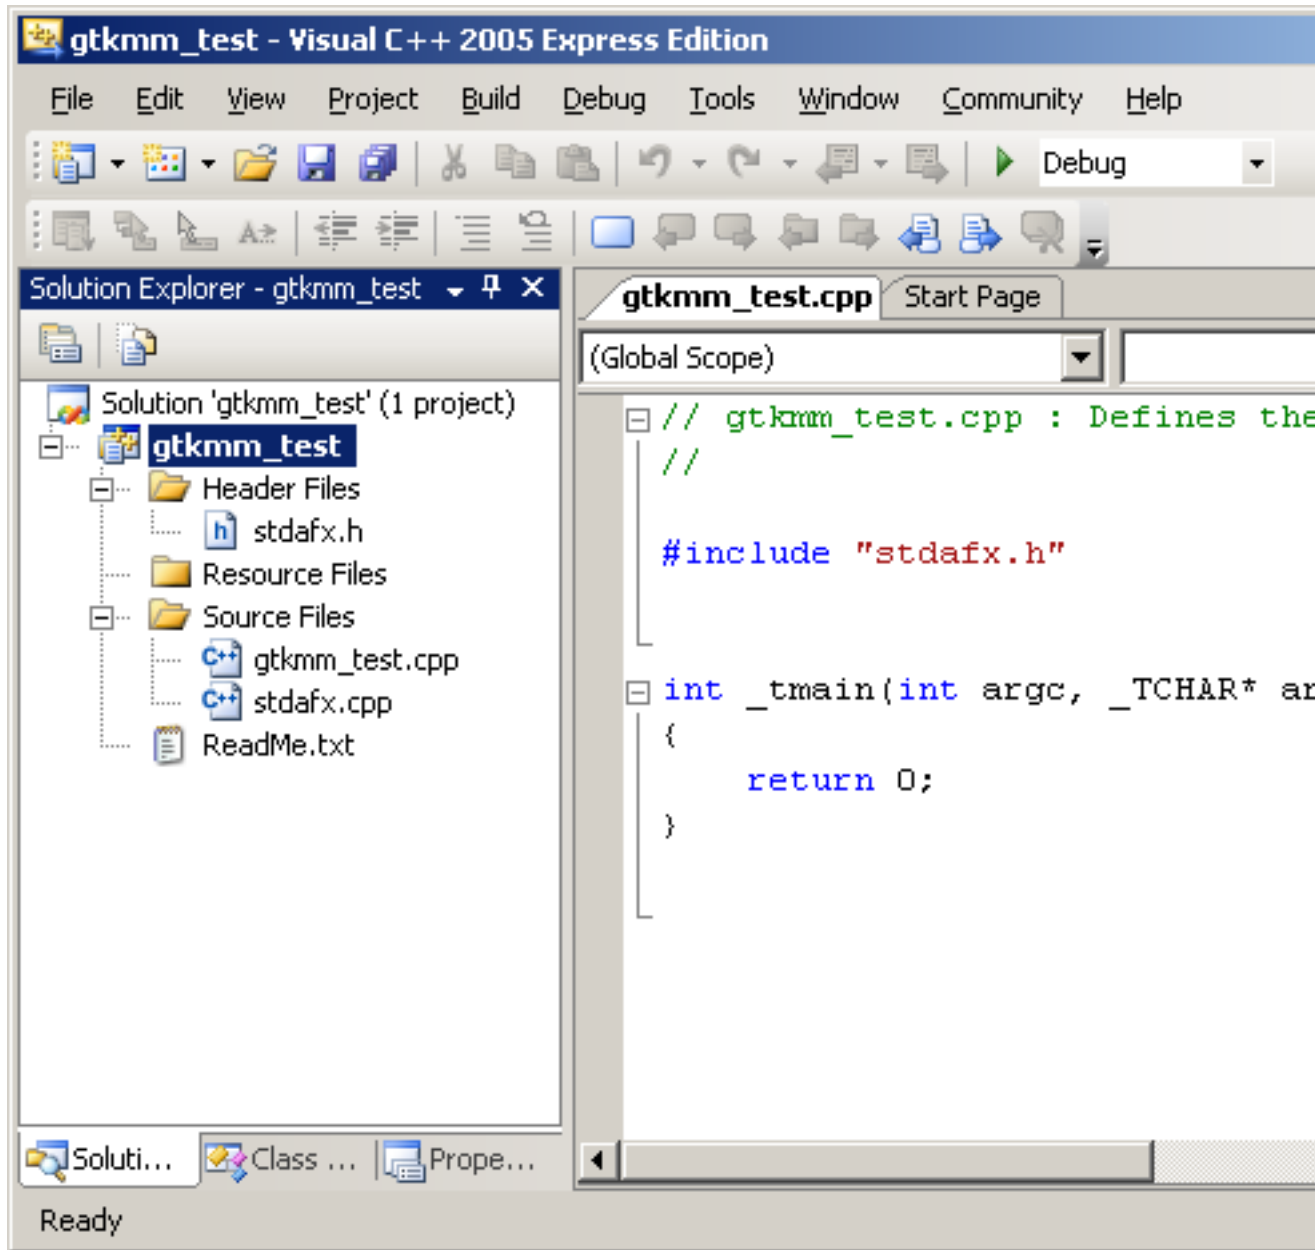 gtkmm_test - Visual C++ 2005 Express Edition
File Edit View Project Build Debug Tools Window Community Help
Debug
Solution Explorer - gtkmm_test
gtkmm_test.cpp Start Page
(Global Scope)
Solution 'gtkmm_test' (1 project)
gtkmm_test
Header Files
stdafx.h
Resource Files
Source Files
gtkmm_test.cpp
stdafx.cpp
ReadMe.txt
// gtkmm_test.cpp : Defines the
//
#include "stdafx.h"
int _tmain(int argc, _TCHAR* ar
{
return 0;
}
Soluti... Class ... Prope...
Ready